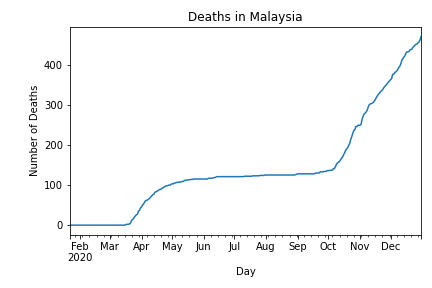 Deaths in Malaysia
Number of Deaths
400
300
200
100
0
Feb Mar Apr May Jun Jul Aug Sep Oct Nov Dec
2020
Day